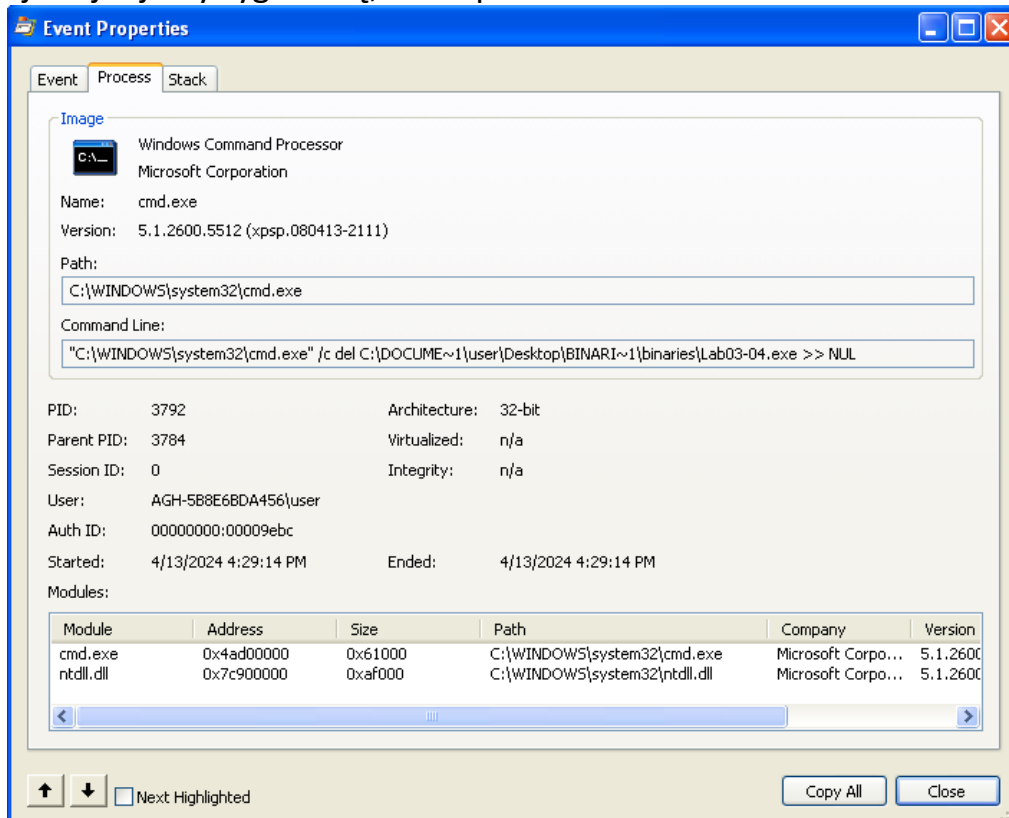 Event Properties
Event Process Stack
Image
C:\_
Windows Command Processor
Microsoft Corporation
Name: cmd.exe
Version: 5.1.2600.5512 (xpsp.080413-2111)
Path:
C:\WINDOWS\system32\cmd.exe
Command Line:
"C:\WINDOWS\system32\cmd.exe" /c del C:\DOCUME~1\user\Desktop\BINARI~1\binaries\Lab03-04.exe >> NUL
PID: 3792 Architecture: 32-bit
Parent PID: 3784 Virtualized: n/a
Session ID: 0 Integrity: n/a
User: AGH-5B8E6BDA456\user
Auth ID: 00000000:00009ebc
Started: 4/13/2024 4:29:14 PM Ended: 4/13/2024 4:29:14 PM
Modules:
Module Address Size Path Company Version
cmd.exe 0x4ad00000 0x61000 C:\WINDOWS\system32\cmd.exe Microsoft Corpo... 5.1.2600
ntdll.dll 0x7c900000 0xaf000 C:\WINDOWS\system32\ntdll.dll Microsoft Corpo... 5.1.2600
Next Highlighted Copy All Close